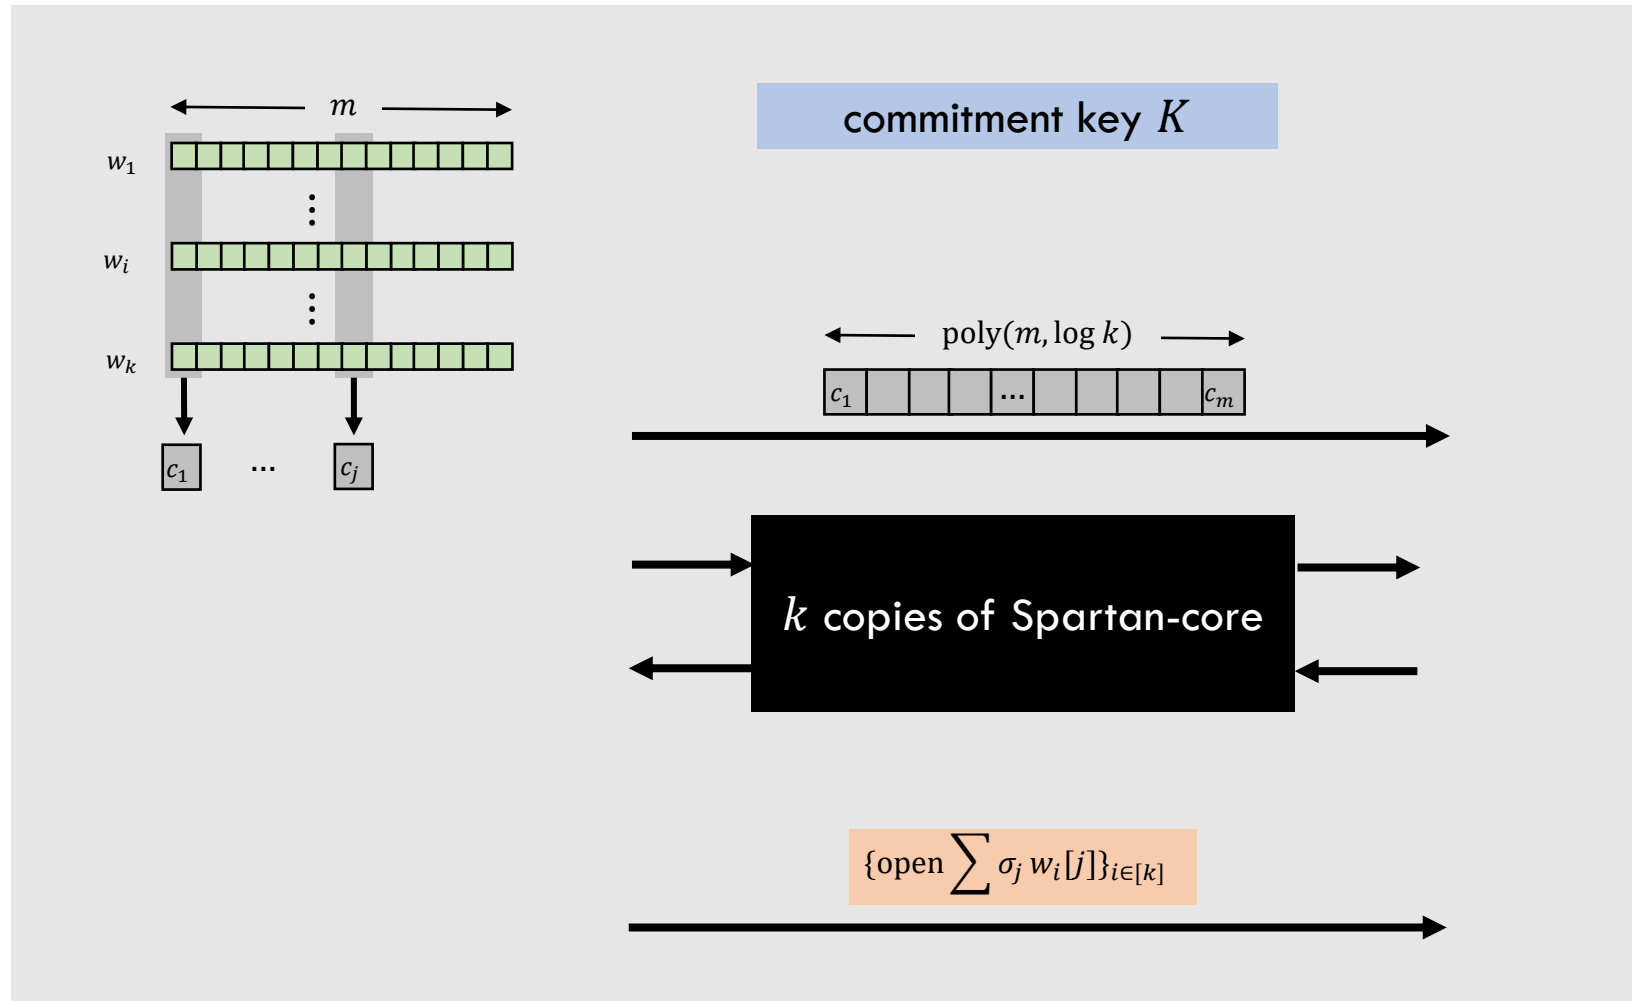 m
w₁
⋮
wᵢ
⋮
wₖ
c₁ ... cⱼ
commitment key K
poly(m, log k)
c₁ ... cₘ
k copies of Spartan-core
{open ∑ σⱼ wᵢ[j]}ᵢ∈[ₖ]